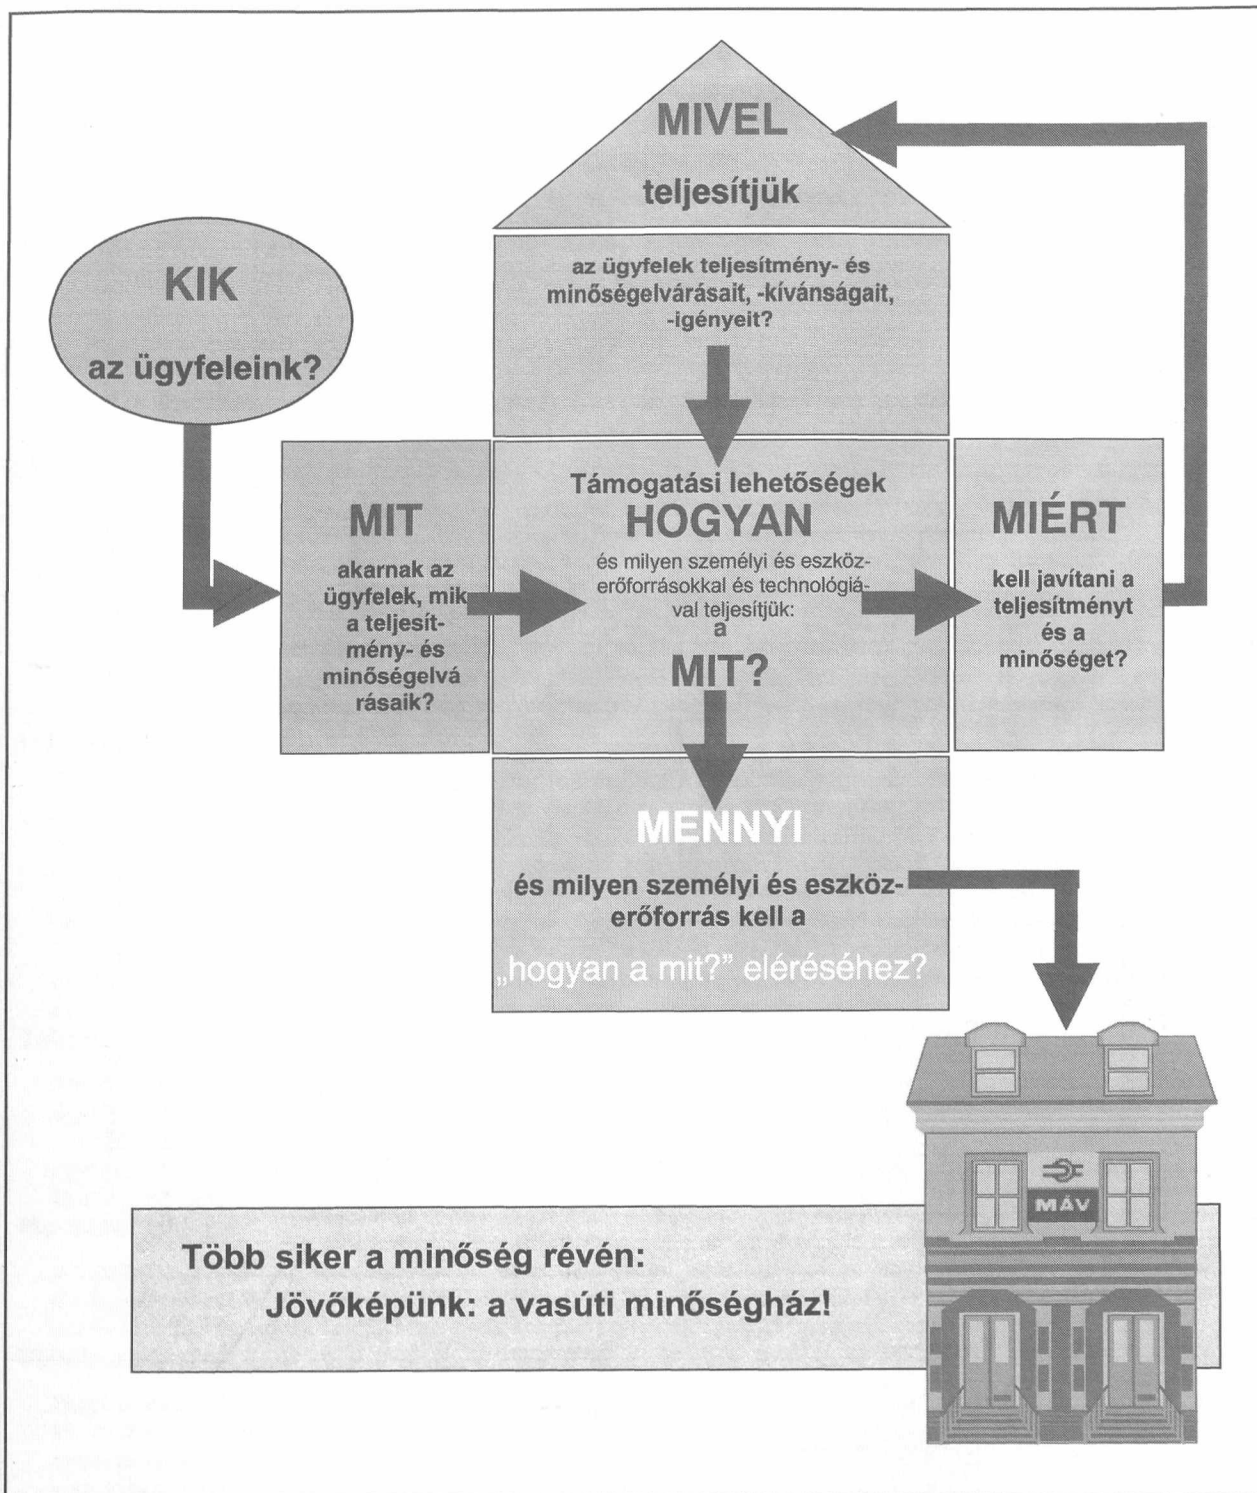 MIVEL
teljesítjük
az ügyfelek teljesítmény- és
minőségelvárásait, -kívánságait,
-igényeit?
KIK
az ügyfeleink?
MIT
akarnak az
ügyfelek, mik
a teljesít-
mény- és
minőségelvá
rásaik?
Támogatási lehetőségek
HOGYAN
és milyen személyi és eszköz-
erőforrásokkal és technológiá-
val teljesítjük:
a
MIT?
MIÉRT
kell javítani a
teljesítményt
és a
minőséget?
MENNYI
és milyen személyi és eszköz-
erőforrás kell a
„hogyan a mit?” eléréséhez?
MÁV
Több siker a minőség révén:
Jövőképünk: a vasúti minőségház!